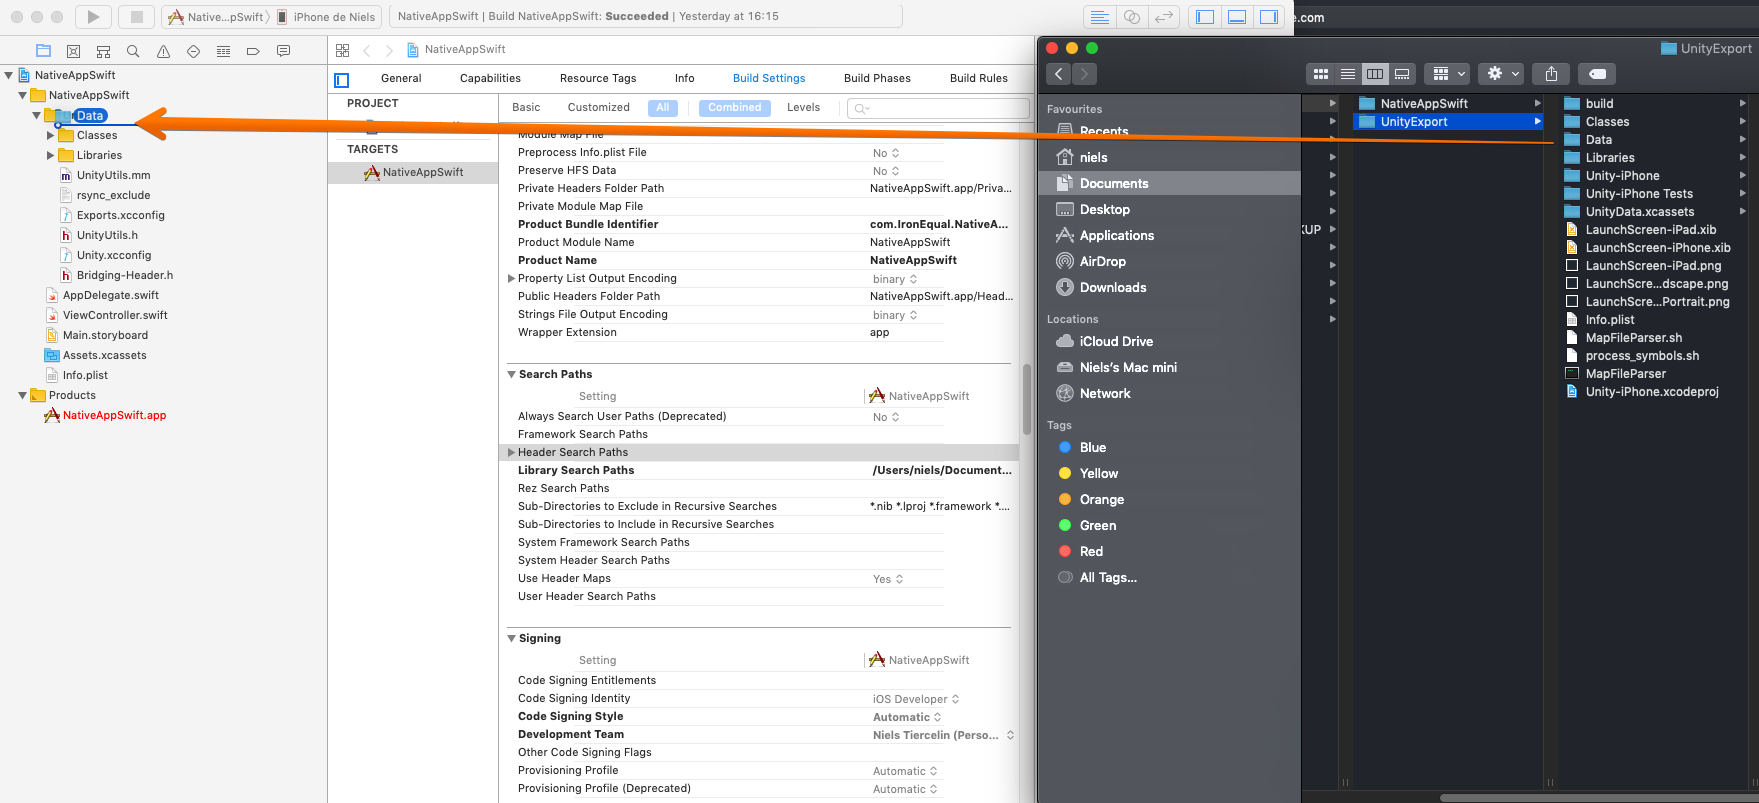 Native...pSwift 〉 iPhone de Niels
NativeAppSwift | Build NativeAppSwift: Succeeded | Yesterday at 16:15
e.com
NativeAppSwift
UnityExport
NativeAppSwift
NativeAppSwift
Data
Classes
Libraries
UnityUtils.mm
rsync_exclude
Exports.xcconfig
UnityUtils.h
Unity.xcconfig
Bridging-Header.h
AppDelegate.swift
ViewController.swift
Main.storyboard
Assets.xcassets
Info.plist
Products
NativeAppSwift.app
General Capabilities Resource Tags Info Build Settings Build Phases Build Rules
PROJECT
TARGETS
NativeAppSwift
Basic Customized All Combined Levels
Module Map File
Preprocess Info.plist File No
Preserve HFS Data No
Private Headers Folder Path NativeAppSwift.app/Priva...
Private Module Map File
Product Bundle Identifier com.IronEqual.NativeA...
Product Module Name NativeAppSwift
Product Name NativeAppSwift
Property List Output Encoding binary
Public Headers Folder Path NativeAppSwift.app/Head...
Strings File Output Encoding binary
Wrapper Extension app
Search Paths
Setting NativeAppSwift
Always Search User Paths (Deprecated) No
Framework Search Paths
Header Search Paths
Library Search Paths /Users/niels/Document...
Rez Search Paths
Sub-Directories to Exclude in Recursive Searches *.nib *.lproj *.framework *....
Sub-Directories to Include in Recursive Searches
System Framework Search Paths
System Header Search Paths
Use Header Maps Yes
User Header Search Paths
Signing
Setting NativeAppSwift
Code Signing Entitlements
Code Signing Identity iOS Developer
Code Signing Style Automatic
Development Team Niels Tiercelin (Perso...
Other Code Signing Flags
Provisioning Profile Automatic
Provisioning Profile (Deprecated) Automatic
Favourites
Recents
niels
Documents
Desktop
Applications
AirDrop
Downloads
Locations
iCloud Drive
Niels's Mac mini
Network
Tags
Blue
Yellow
Orange
Green
Red
All Tags...
KUP
NativeAppSwift
UnityExport
build
Classes
Data
Libraries
Unity-iPhone
Unity-iPhone Tests
UnityData.xcassets
LaunchScreen-iPad.xib
LaunchScreen-iPhone.xib
LaunchScreen-iPad.png
LaunchScre...dscape.png
LaunchScre...Portrait.png
Info.plist
MapFileParser.sh
process_symbols.sh
MapFileParser
Unity-iPhone.xcodeproj